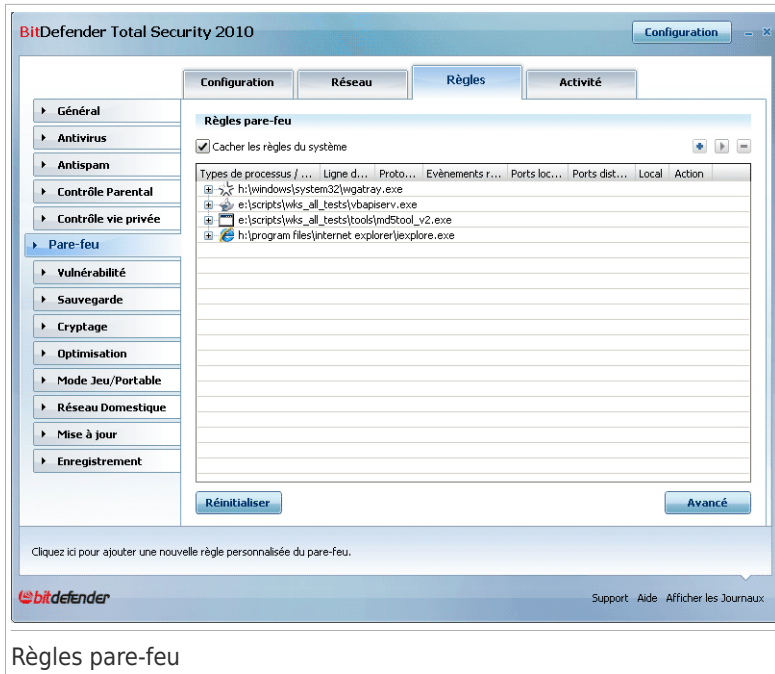 BitDefender Total Security 2010
Configuration
Configuration
Réseau
Règles
Activité
Général
Antivirus
Antispam
Contrôle Parental
Contrôle vie privée
Pare-feu
Vulnérabilité
Sauvegarde
Cryptage
Optimisation
Mode Jeu/Portable
Réseau Domestique
Mise à jour
Enregistrement
Règles pare-feu
Cacher les règles du système
Types de processus / ... Ligne d... Proto... Evènements r... Ports loc... Ports dist... Local Action
h:\windows\system32\wgatray.exe
e:\scripts\wks_all_tests\vbapiserv.exe
e:\scripts\wks_all_tests\tools\md5tool_v2.exe
h:\program files\internet explorer\iexplore.exe
Réinitialiser
Avancé
Cliquez ici pour ajouter une nouvelle règle personnalisée du pare-feu.
bitdefender
Support Aide Afficher les Journaux
Règles pare-feu